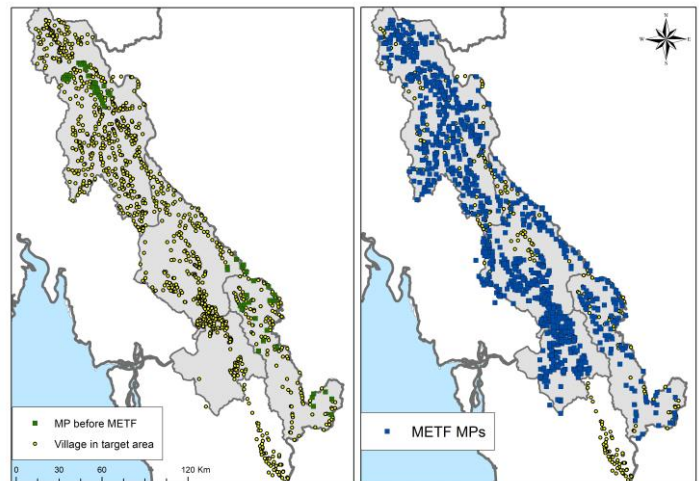 N
W
E
S
MP before METF
Village in target area
METF MPs
0 30 60 120 Km